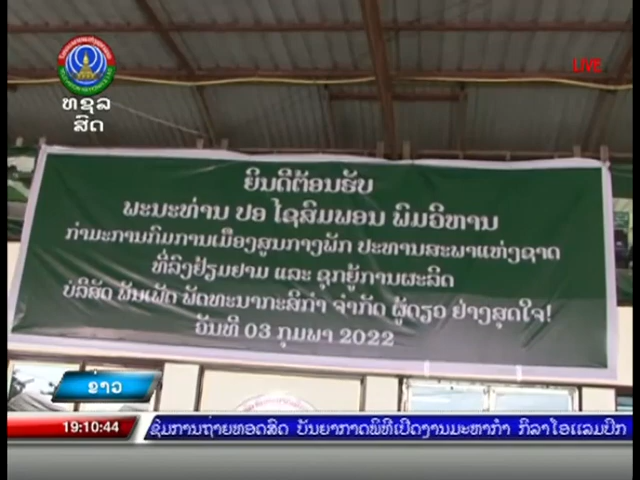 LIVE
ທຊລ
ສົດ
ຍິນດີຕ້ອນຮັບ
ພະນະທ່ານ ປອ ໄຊສົມພອນ ພົມວິຫານ
ກຳມະການກົມການເມືອງສູນກາງພັກ ປະທານສະພາແຫ່ງຊາດ
ທີ່ລົງຢ້ຽມຢາມ ແລະ ຊຸກຍູ້ການຜະລິດ
ບໍລິສັດ ພັນເພັດ ພັດທະນາກະສິກຳ ຈຳກັດ ຜູ້ດຽວ ຢ່າງສຸດໃຈ!
ວັນທີ 03 ກຸມພາ 2022
ຂ່າວ
19:10:44 ຊົມການຖ່າຍທອດສົດ ບັນຍາກາດພິທີເປີດງານມະຫາກຳ ກິລາໂອແລມປິກ